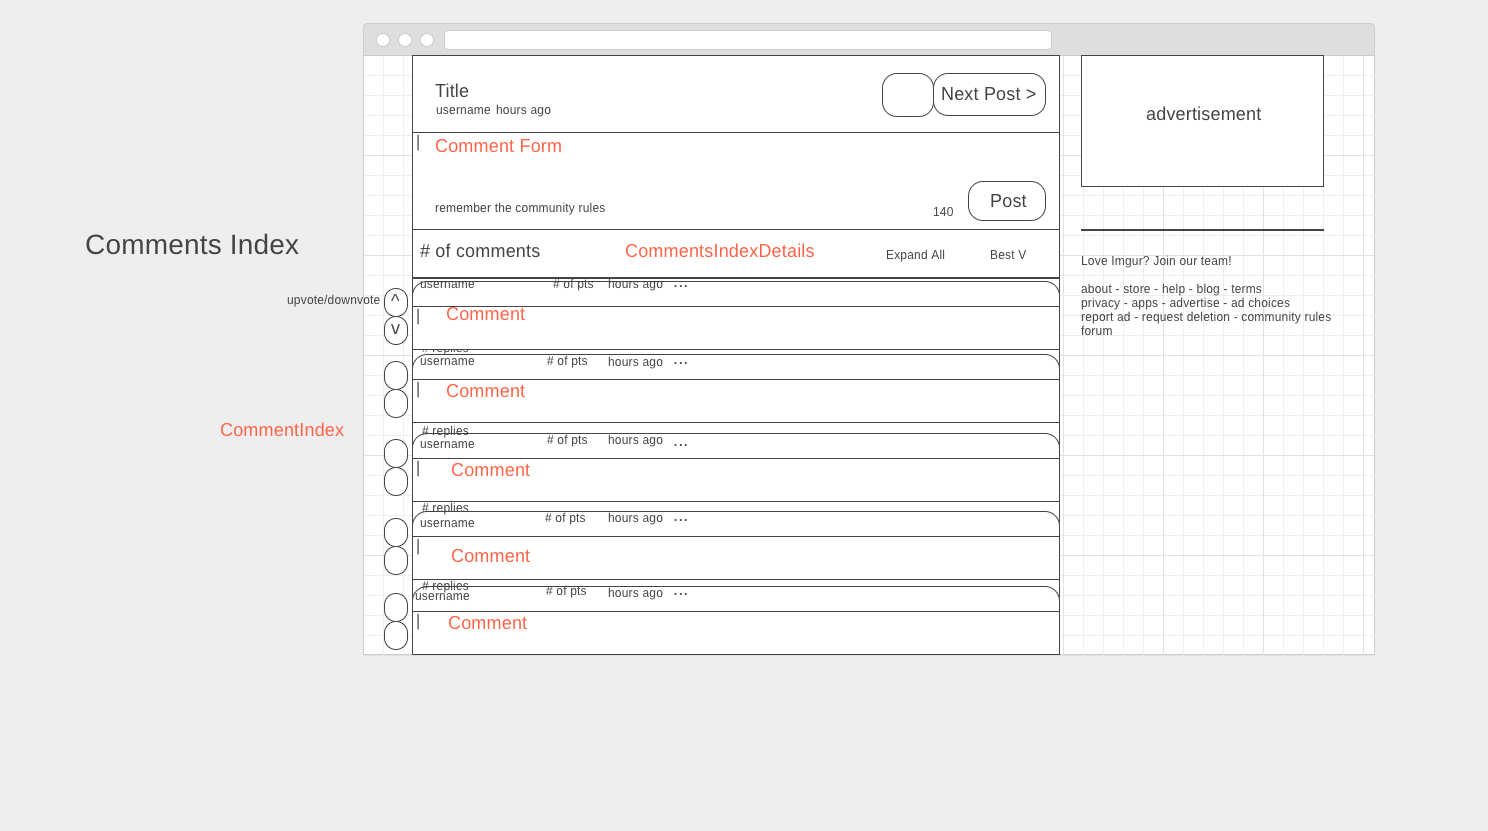 Title
username hours ago
Next Post >
advertisement
Comment Form
remember the community rules
140
Post
Comments Index
# of comments
CommentsIndexDetails
Expand All
Best V
Love Imgur? Join our team!
about - store - help - blog - terms
privacy - apps - advertise - ad choices
report ad - request deletion - community rules
forum
upvote/downvote
^
V
username # of pts hours ago ...
Comment
# replies
username # of pts hours ago ...
Comment
CommentIndex
# replies
username # of pts hours ago ...
Comment
# replies
username # of pts hours ago ...
Comment
# replies
username # of pts hours ago ...
Comment